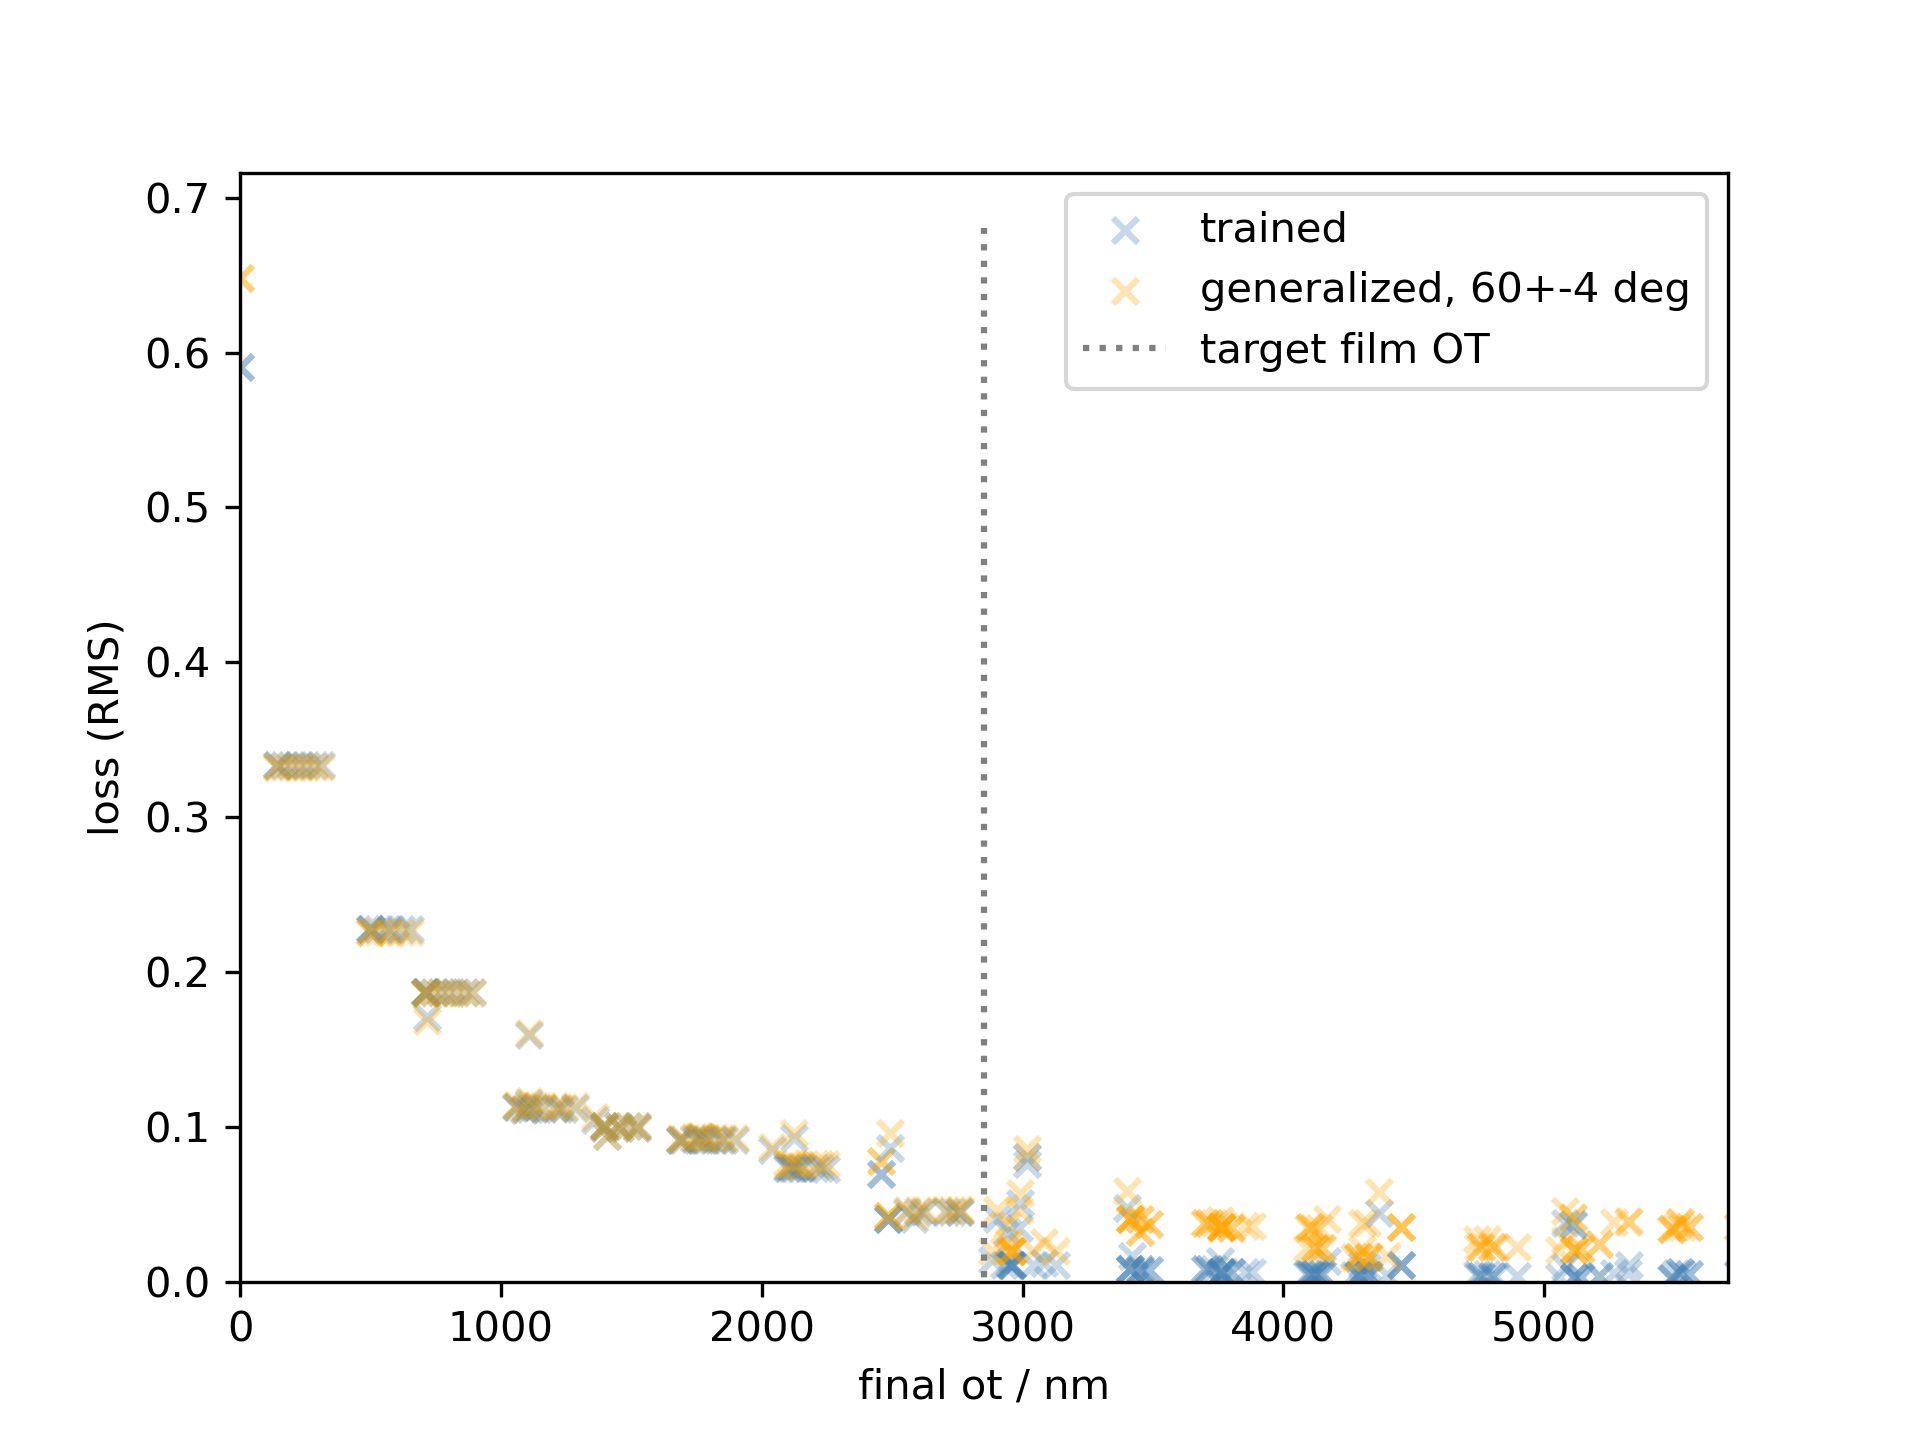 0.7
0.6
0.5
0.4
0.3
0.2
0.1
0.0
loss (RMS)
trained
generalized, 60+-4 deg
target film OT
0 1000 2000 3000 4000 5000
final ot / nm